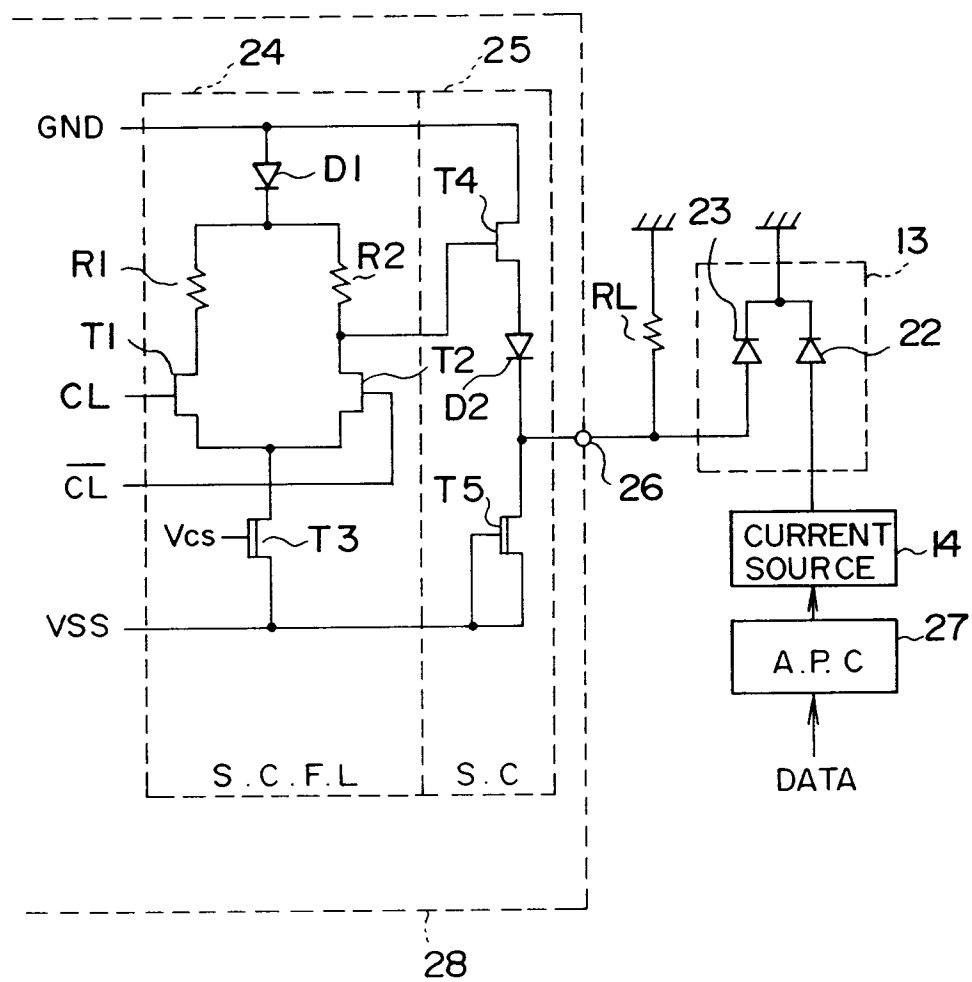 24
25
GND
D1
T4
23
13
R1
R2
RL
T1
T2
22
CL
D2
C̅L̅
T5
26
Vcs
T3
CURRENT
SOURCE
14
VSS
27
A.P.C
S.C.F.L
S.C
DATA
28